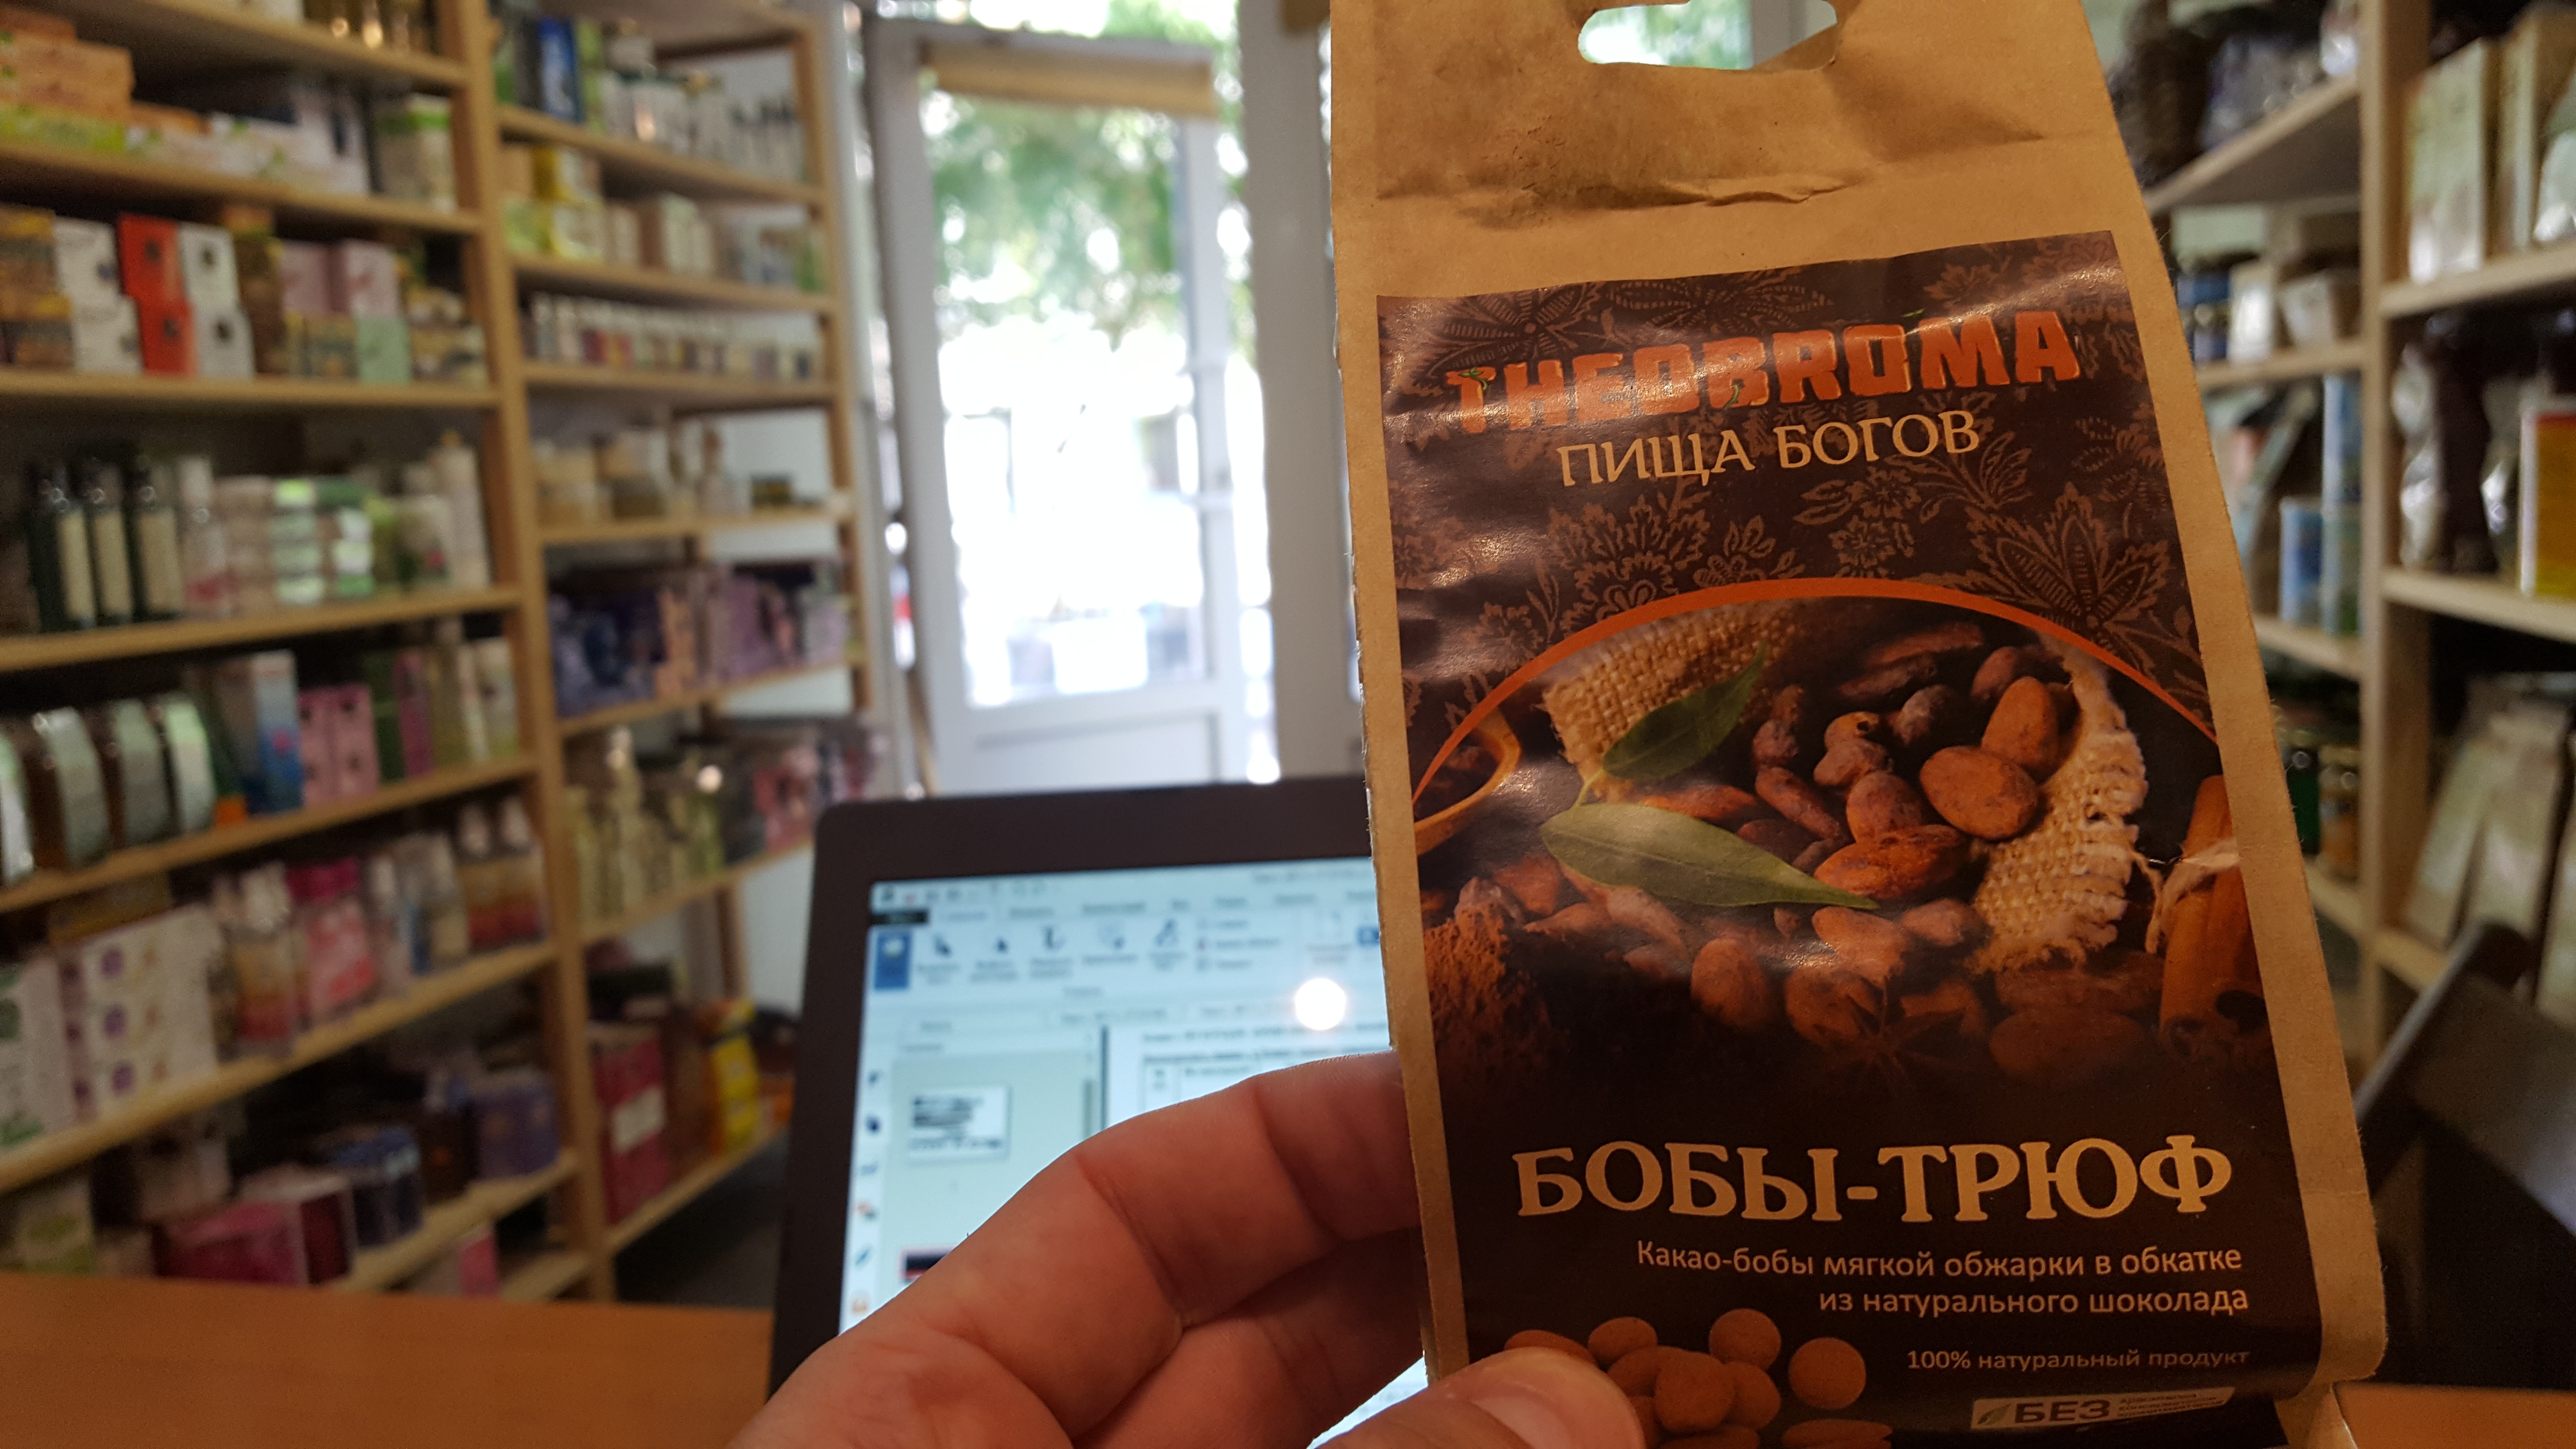 THEOBROMA
ПИЩА БОГОВ
БОБЫ-ТРЮФ
Какао-бобы мягкой обжарки в обкатке
из натурального шоколада
100% натуральный продукт
БЕЗ